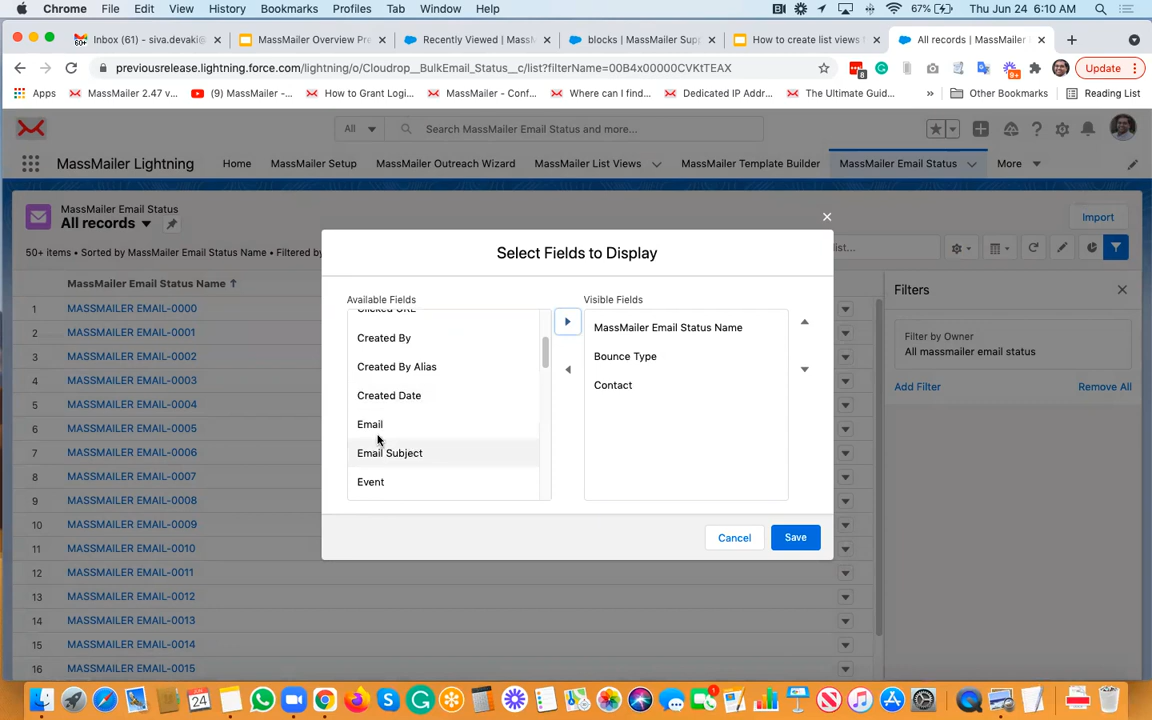 Chrome File Edit View History Bookmarks Profiles Tab Window Help 67% Thu Jun 24 6:10 AM
Inbox (61) - siva.devaki@ MassMailer Overview Pre Recently Viewed | MassM blocks | MassMailer Supp How to create list views f All records | MassMailer
previousrelease.lightning.force.com/lightning/o/Cloudrop__BulkEmail_Status__c/list?filterName=00B4x00000CVKtTEAX 8 9+ Update
Apps MassMailer 2.47 v... (9) MassMailer -... How to Grant Logi... MassMailer - Conf... Where can I find... Dedicated IP Addr... The Ultimate Guid... » Other Bookmarks Reading List
All Search MassMailer Email Status and more...
MassMailer Lightning Home MassMailer Setup MassMailer Outreach Wizard MassMailer List Views MassMailer Template Builder MassMailer Email Status More
MassMailer Email Status
All records
Import
50+ items • Sorted by MassMailer Email Status Name • Filtered by
list...
MassMailer Email Status Name ↑
1 MASSMAILER EMAIL-0000
2 MASSMAILER EMAIL-0001
3 MASSMAILER EMAIL-0002
4 MASSMAILER EMAIL-0003
5 MASSMAILER EMAIL-0004
6 MASSMAILER EMAIL-0005
7 MASSMAILER EMAIL-0006
8 MASSMAILER EMAIL-0007
9 MASSMAILER EMAIL-0008
10 MASSMAILER EMAIL-0009
11 MASSMAILER EMAIL-0010
12 MASSMAILER EMAIL-0011
13 MASSMAILER EMAIL-0012
14 MASSMAILER EMAIL-0013
15 MASSMAILER EMAIL-0014
16 MASSMAILER EMAIL-0015
Select Fields to Display
Available Fields
Clicked URL
Created By
Created By Alias
Created Date
Email
Email Subject
Event
Visible Fields
MassMailer Email Status Name
Bounce Type
Contact
Cancel Save
Filters
Filter by Owner
All massmailer email status
Add Filter Remove All